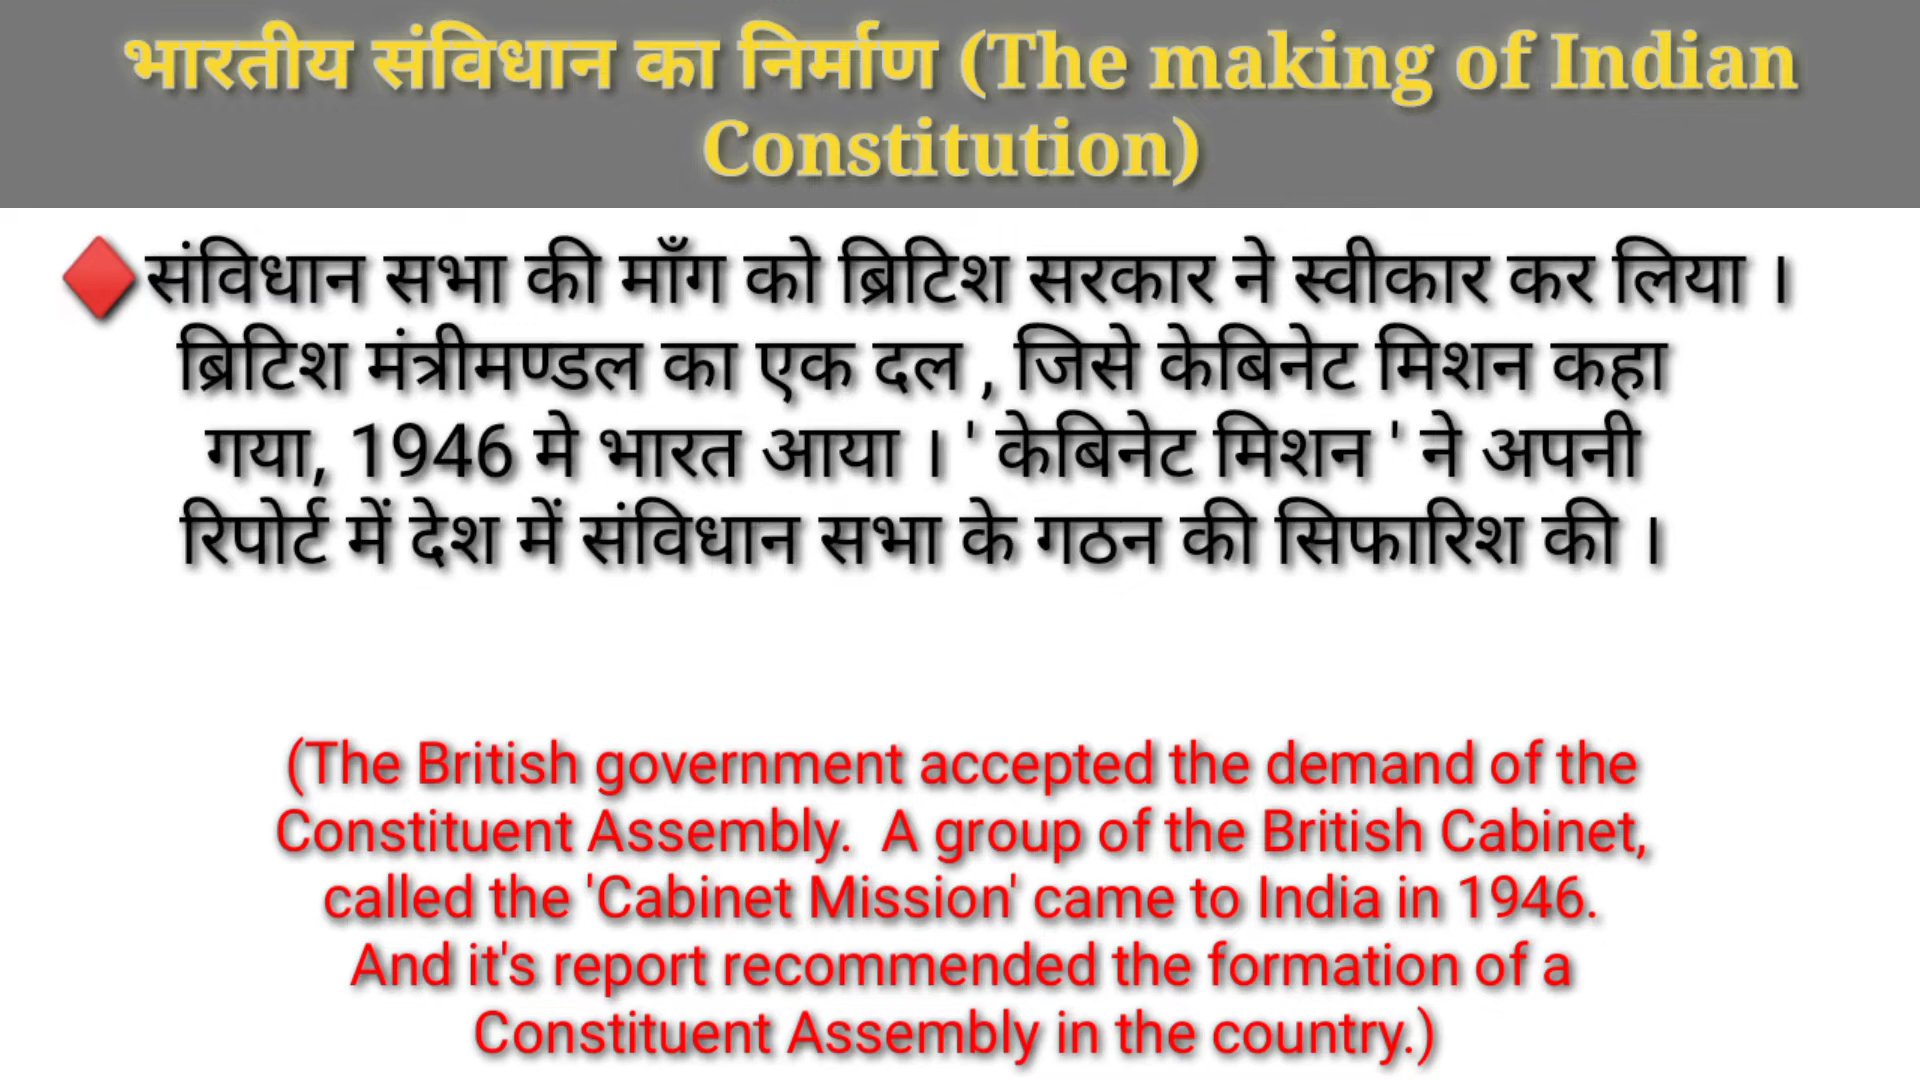 भारतीय संविधान का निर्माण (The making of Indian
Constitution)
♦संविधान सभा की माँग को ब्रिटिश सरकार ने स्वीकार कर लिया ।
ब्रिटिश मंत्रीमण्डल का एक दल , जिसे केबिनेट मिशन कहा
गया, 1946 मे भारत आया । ' केबिनेट मिशन ' ने अपनी
रिपोर्ट में देश में संविधान सभा के गठन की सिफारिश की ।
(The British government accepted the demand of the
Constituent Assembly.  A group of the British Cabinet,
called the 'Cabinet Mission' came to India in 1946.
And it's report recommended the formation of a
Constituent Assembly in the country.)